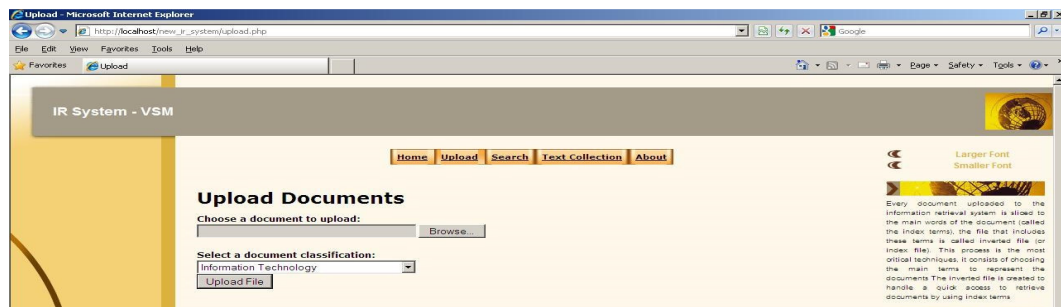 Upload - Microsoft Internet Explorer
http://localhost/new_ir_system/upload.php
Google
File Edit View Favorites Tools Help
Favorites Upload
Page Safety Tools
IR System - VSM
Home Upload Search Text Collection About
Larger Font
Smaller Font
Upload Documents
Choose a document to upload:
Browse...
Select a document classification:
Information Technology
Upload File
Every document uploaded to the
information retrieval system is sliced to
the main words of the document (called
the index terms), the file that includes
these terms is called inverted file (or
index file). This process is the most
critical techniques, it consists of choosing
the main terms to represent the
documents The inverted file is created to
handle a quick access to retrieve
documents by using index terms